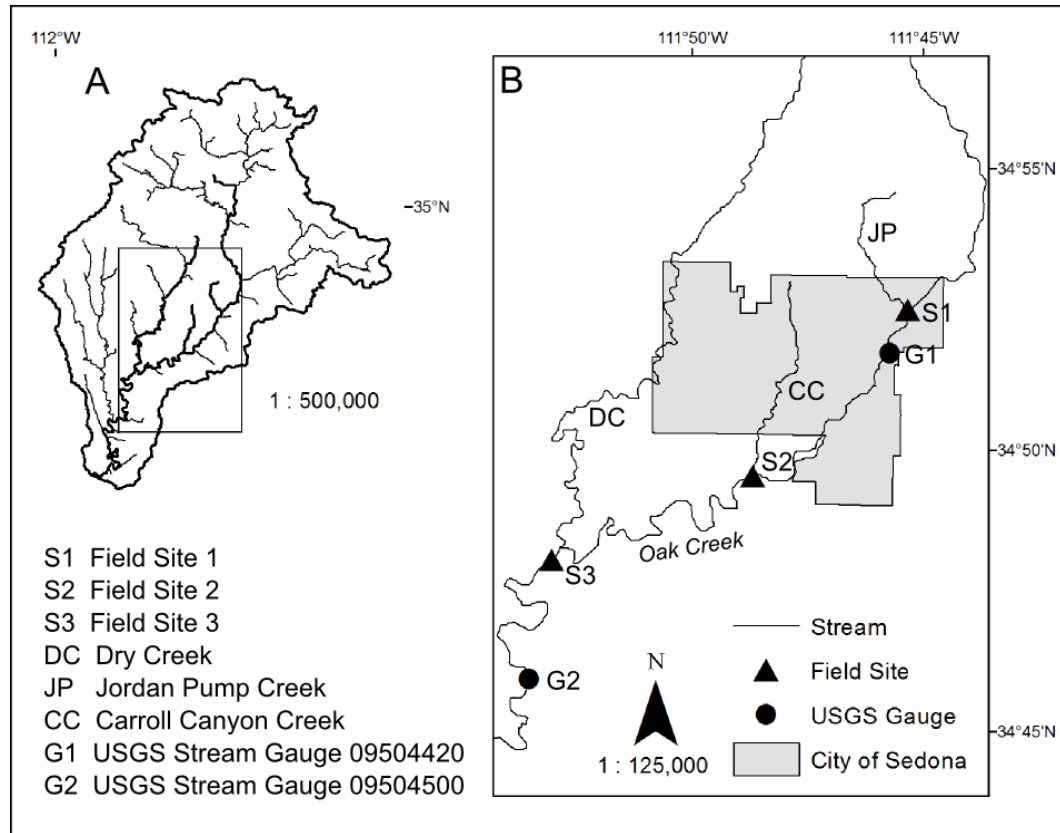 112°W
A
35°N
1 : 500,000
S1 Field Site 1
S2 Field Site 2
S3 Field Site 3
DC Dry Creek
JP Jordan Pump Creek
CC Carroll Canyon Creek
G1 USGS Stream Gauge 09504420
G2 USGS Stream Gauge 09504500
111°50'W
111°45'W
B
34°55'N
JP
S1
G1
CC
DC
34°50'N
S2
Oak Creek
S3
Stream
N
Field Site
G2
USGS Gauge
34°45'N
1 : 125,000
City of Sedona